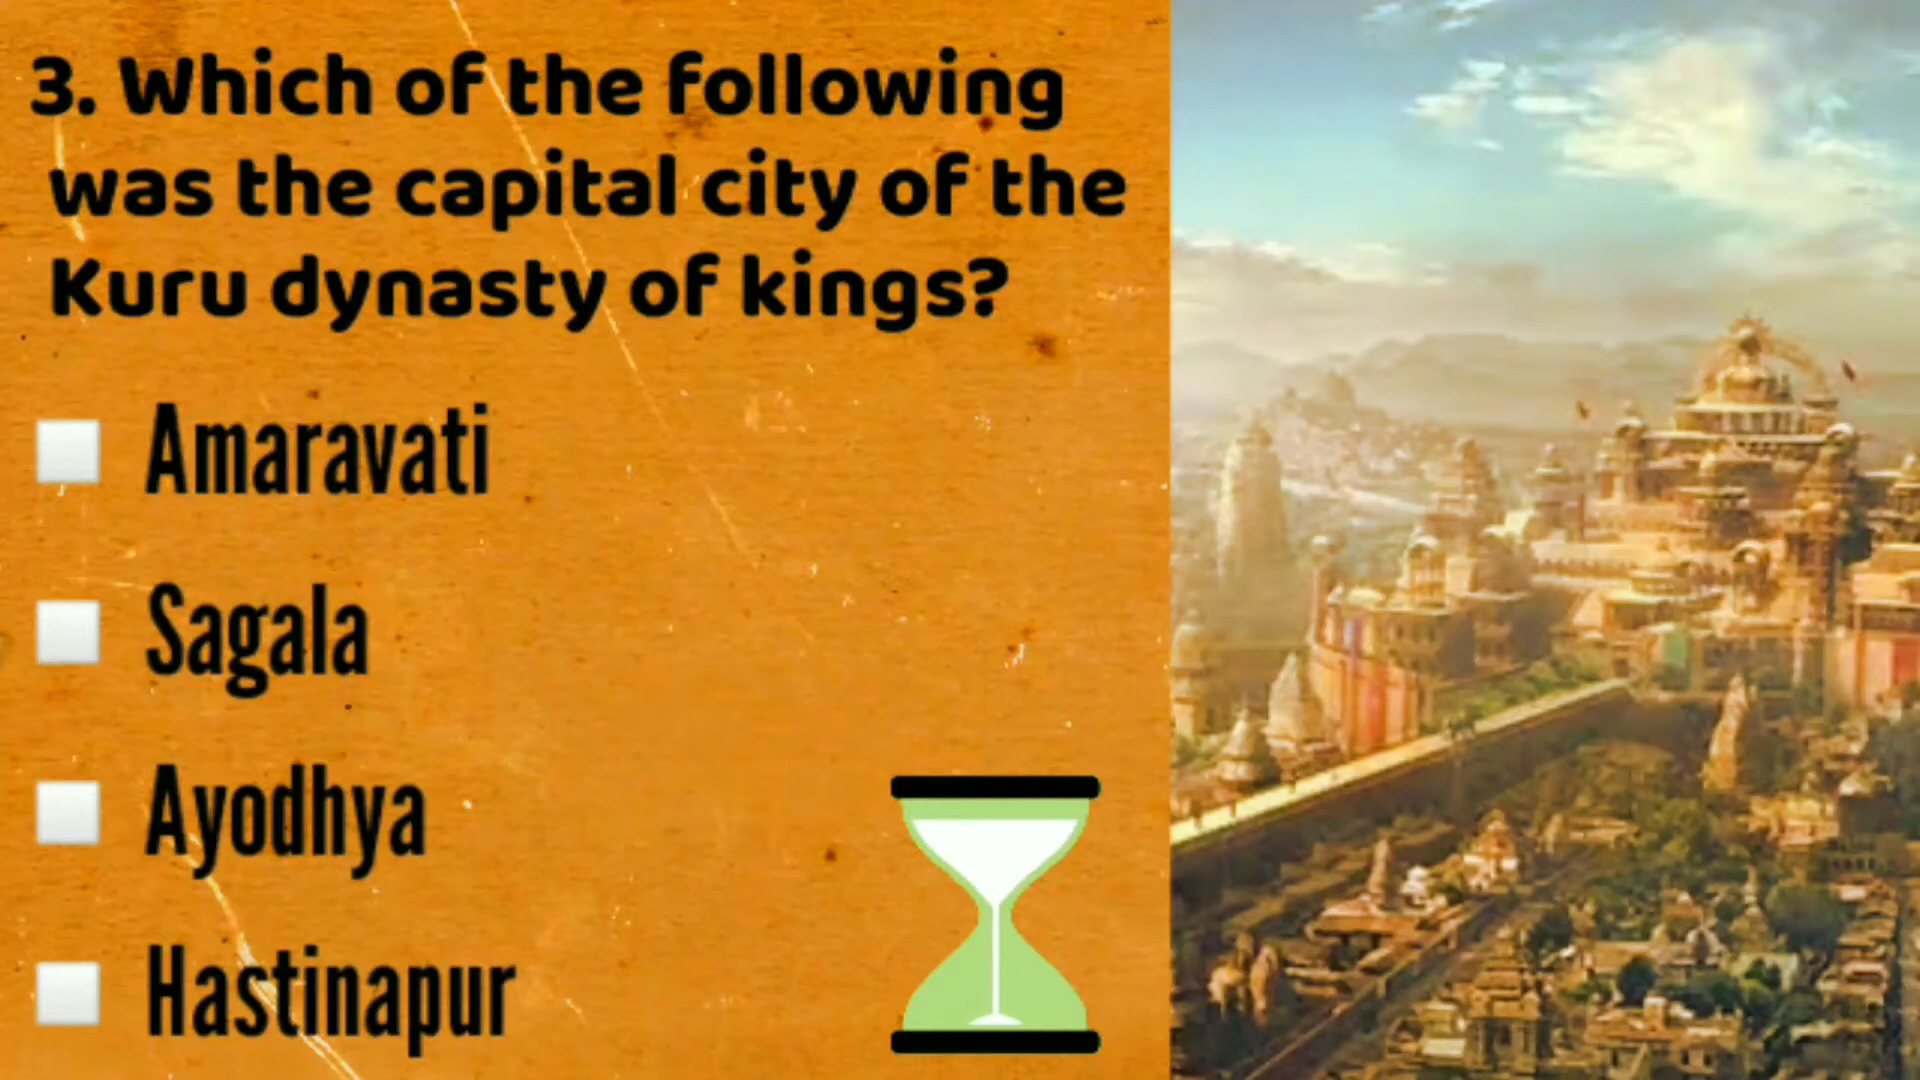 3. Which of the following
was the capital city of the
Kuru dynasty of kings?
Amaravati
Sagala
Ayodhya
Hastinapur